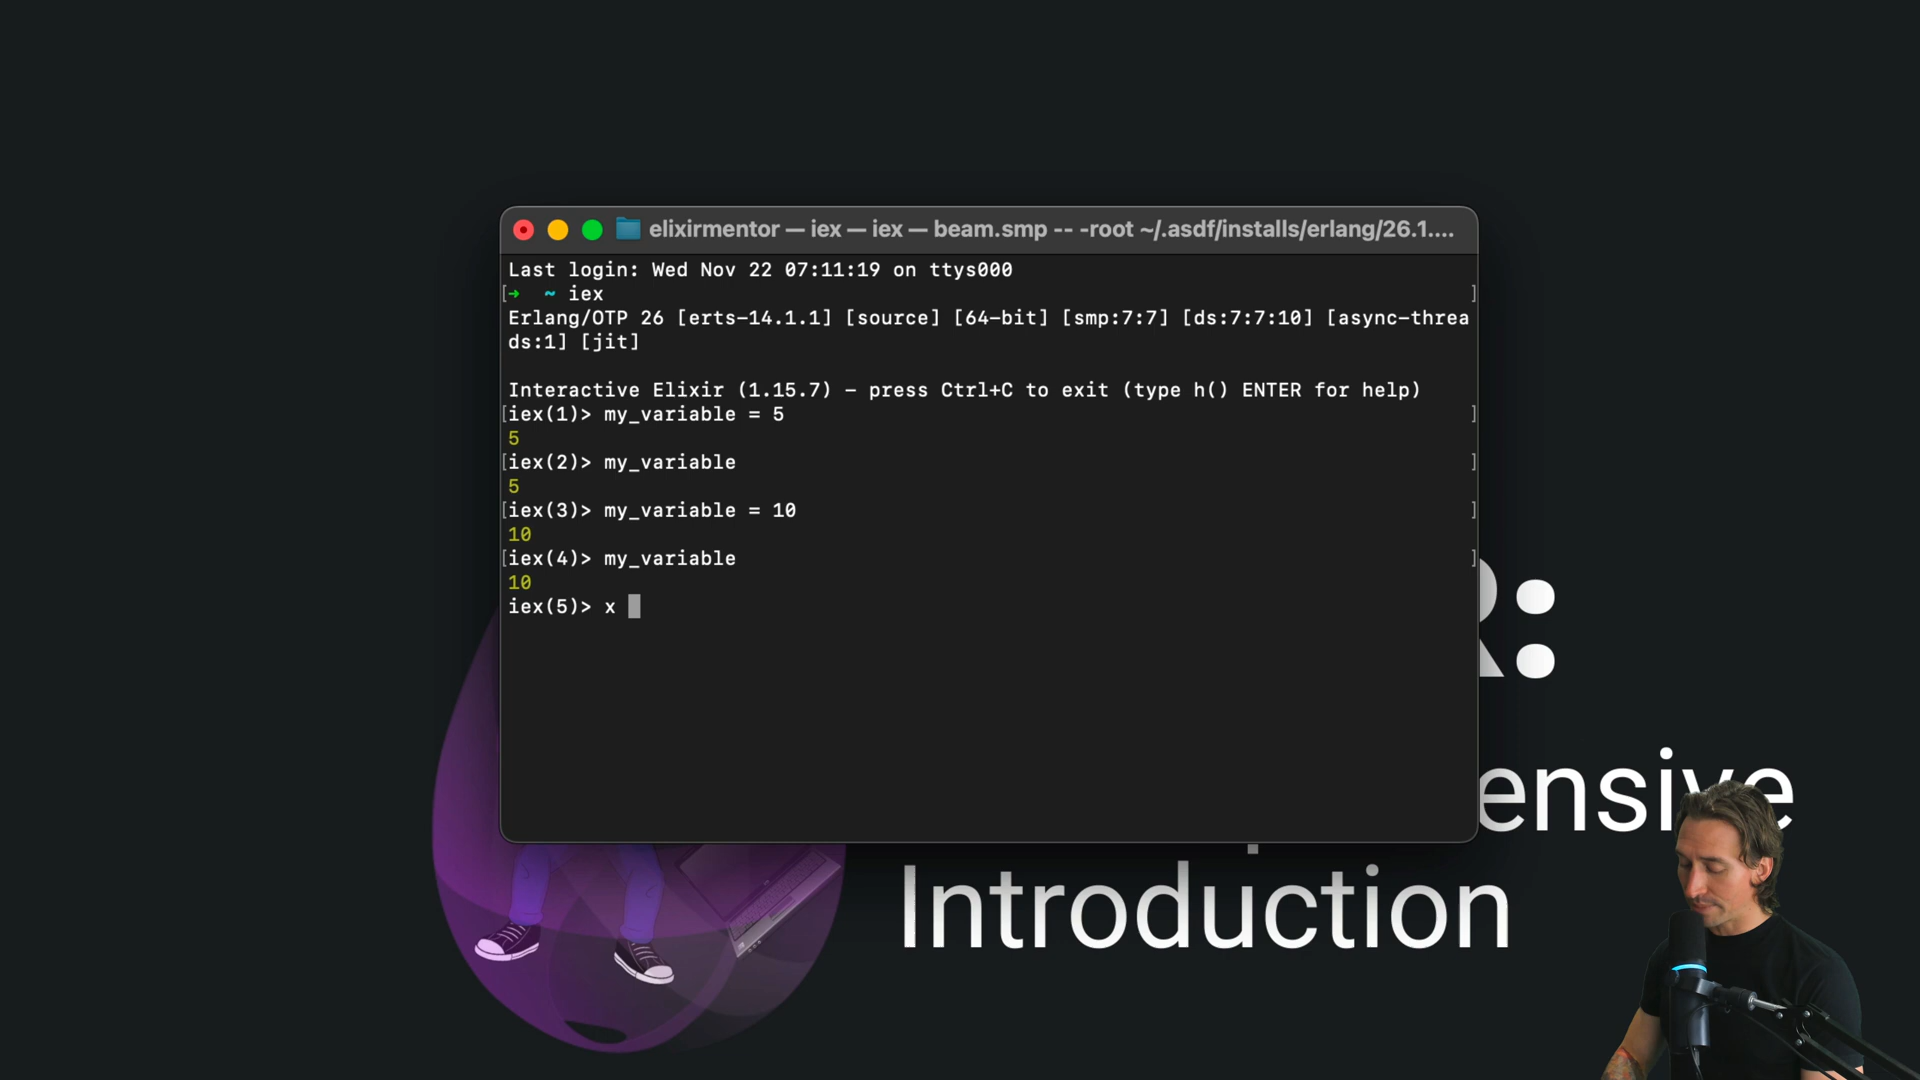 elixirmentor — iex — iex — beam.smp -- -root ~/.asdf/installs/erlang/26.1....
Last login: Wed Nov 22 07:11:19 on ttys000
[➜  ~ iex ]
Erlang/OTP 26 [erts-14.1.1] [source] [64-bit] [smp:7:7] [ds:7:7:10] [async-threa
ds:1] [jit]
Interactive Elixir (1.15.7) - press Ctrl+C to exit (type h() ENTER for help)
[iex(1)> my_variable = 5 ]
5
[iex(2)> my_variable ]
5
[iex(3)> my_variable = 10 ]
10
[iex(4)> my_variable ]
10
iex(5)> x
R:
ensive
Introduction